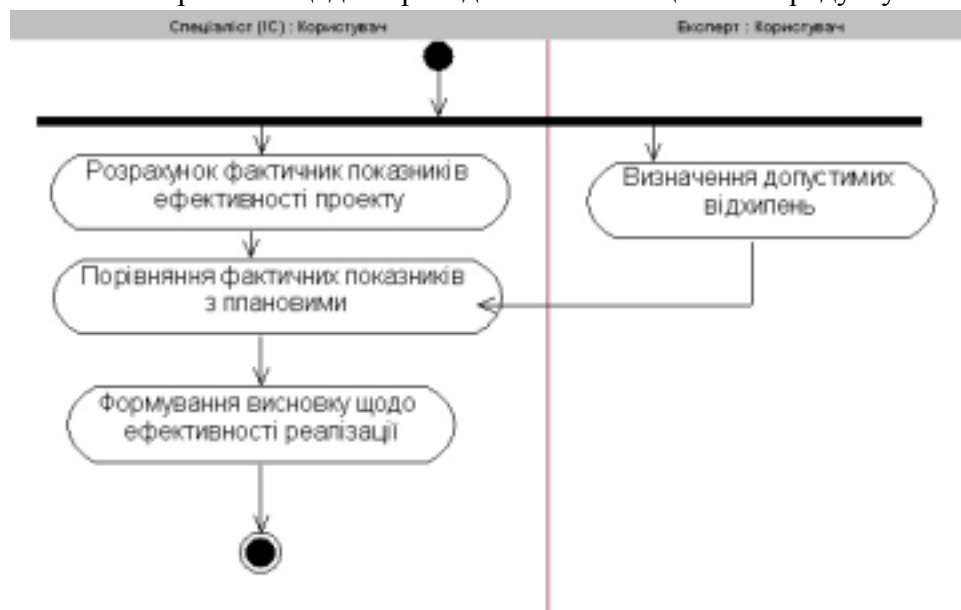 Спеціаліст (ІС) : Користувач
Експерт : Користувач
Розрахунок фактичник показників
ефективності проекту
Визначення допустимих
відхилень
Порівняння фактичних показників
з плановими
Формування висновку щодо
ефективності реалізації